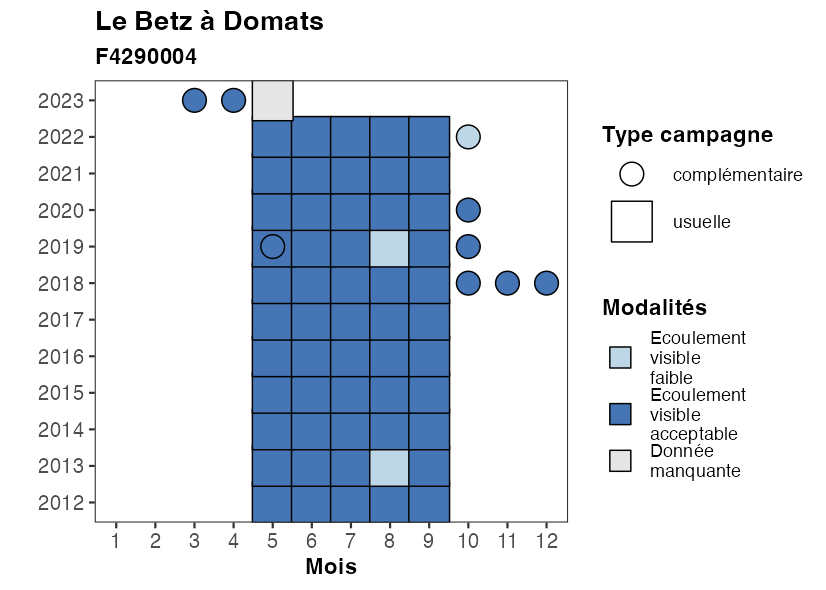 Le Betz à Domats
F4290004
2023
2022
2021
2020
2019
2018
2017
2016
2015
2014
2013
2012
1 2 3 4 5 6 7 8 9 10 11 12
Mois
Type campagne
complémentaire
usuelle
Modalités
Ecoulement
visible
faible
Ecoulement
visible
acceptable
Donnée
manquante